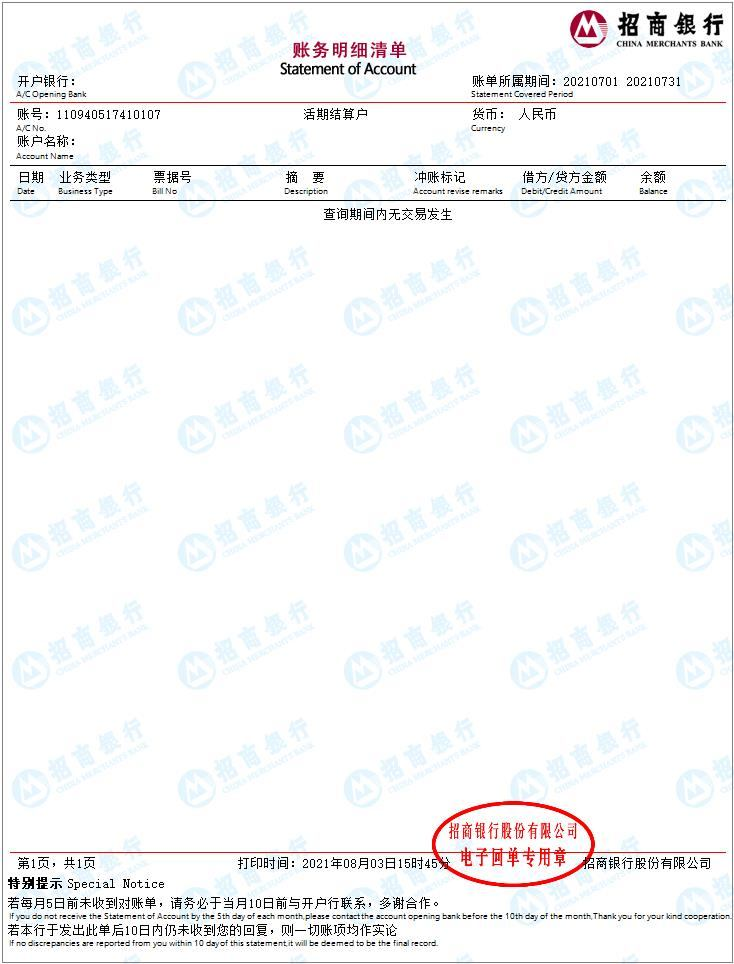 招商银行
CHINA MERCHANTS BANK
账务明细清单
Statement of Account
开户银行： 账单所属期间：20210701 20210731
A/C Opening Bank Statement Covered Period
账号：110940517410107 活期结算户 货币： 人民币
A/C No. Currency
账户名称：
Account Name
日期 业务类型 票据号 摘 要 冲账标记 借方/贷方金额 余额
Date Business Type Bill No Description Account revise remarks Debit/Credit Amount Balance
查询期间内无交易发生
招商银行股份有限公司
电子回单专用章
第1页，共1页 打印时间：2021年08月03日15时45分 招商银行股份有限公司
特别提示 Special Notice
若每月5日前未收到对账单，请务必于当月10日前与开户行联系，多谢合作。
If you do not receive the Statement of Account by the 5th day of each month,please contact the account opening bank before the 10th day of the month,Thank you for your kind cooperation.
若本行于发出此单后10日内仍未收到您的回复，则一切账项均作实论
If no discrepancies are reported from you within 10 day of this statement,it will be deemed to be the final record.